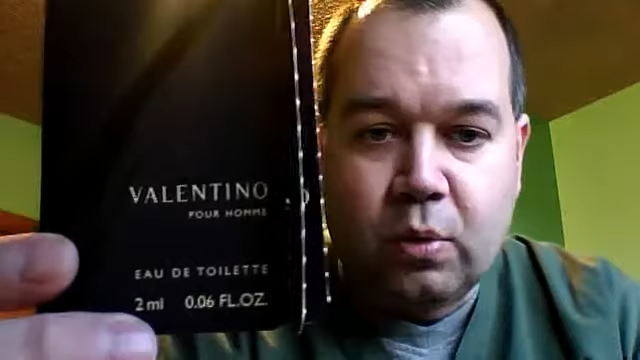 VALENTINO
POUR HOMME
EAU DE TOILETTE
2 ml 0.06 FL.OZ.